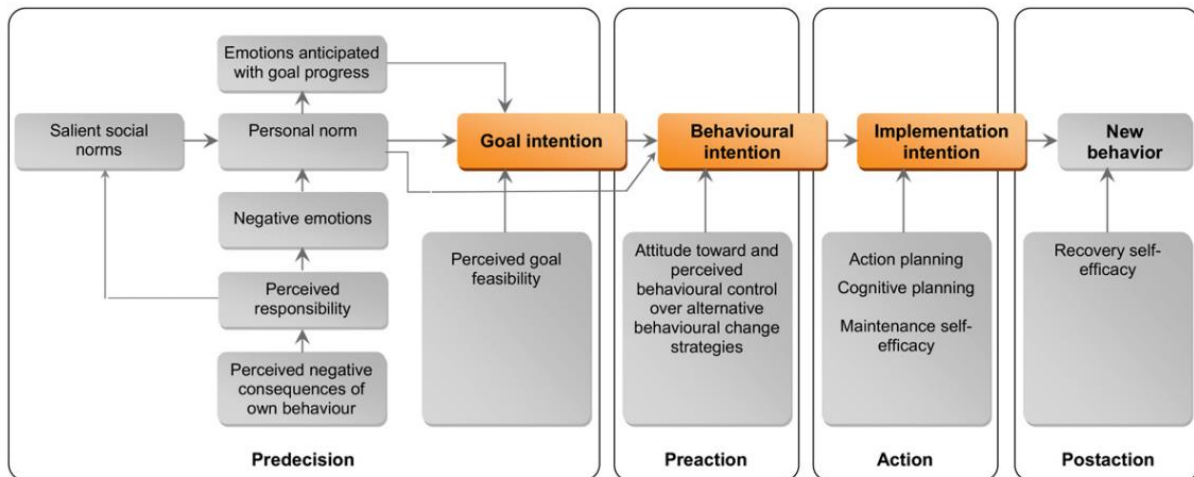 Emotions anticipated
with goal progress
Salient social
norms
Personal norm
Goal intention
Behavioural
intention
Implementation
intention
New
behavior
Negative emotions
Perceived
responsibility
Perceived negative
consequences of
own behaviour
Perceived goal
feasibility
Attitude toward and
perceived
behavioural control
over alternative
behavioural change
strategies
Action planning
Cognitive planning
Maintenance self-
efficacy
Recovery self-
efficacy
Predecision
Preaction
Action
Postaction